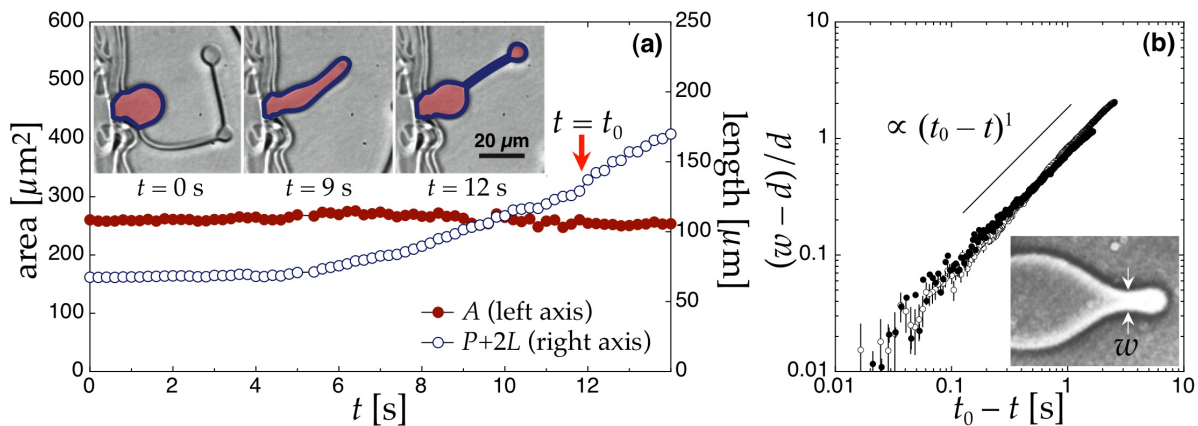 (a)
600
500
400
300
200
100
0
area [μm2]
0
2
4
6
8
10
12
t [s]
250
200
150
100
50
0
length [μm]
t = 0 s
t = 9 s
t = 12 s
20 μm
t = t0
A (left axis)
P+2L (right axis)
(b)
10
1
0.1
0.01
(w – d) / d
0.01
0.1
1
10
t0 – t [s]
∝ (t0 – t)1
w